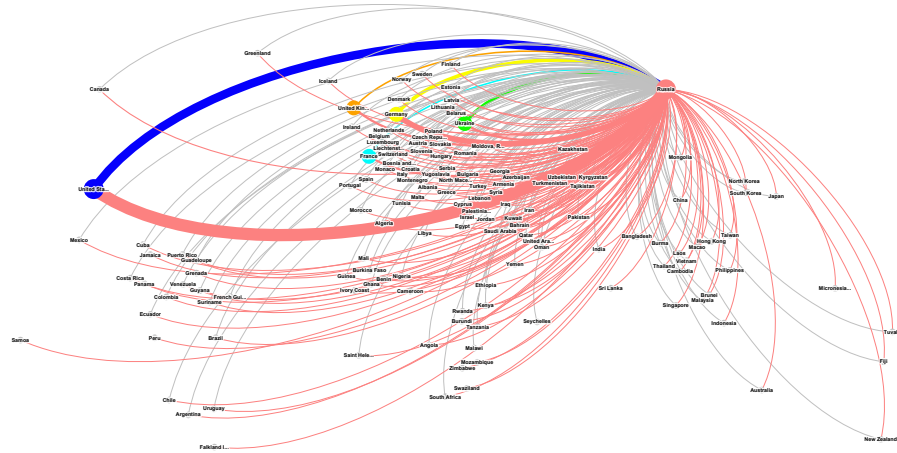 Greenland
Finland
Sweden
Norway
Iceland
Canada
Estonia
Russia
Denmark
Latvia
Lithuania
United Kin...
Germany
Belarus
Ukraine
Ireland
Netherlands
Poland
Belgium
Czech Repu...
Luxembourg
Austria
Slovakia
Moldova, R...
Liechtenst...
Slovenia
Kazakhstan
France
Switzerland
Hungary
Romania
Mongolia
Bosnia and...
Monaco
Croatia
Serbia
Georgia
Italy
Yugoslavia
Bulgaria
Azerbaijan
Uzbekistan
Kyrgyzstan
Spain
Montenegro
North Mace...
Armenia
Turkmenistan
Tajikistan
North Korea
Portugal
Albania
Turkey
South Korea
United Sta...
Greece
Syria
Japan
Malta
Lebanon
China
Tunisia
Cyprus
Iraq
Morocco
Palestinia...
Iran
Israel
Jordan
Kuwait
Pakistan
Algeria
Egypt
Bahrain
Libya
Saudi Arabia
Qatar
Bangladesh
Taiwan
Mexico
United Ara...
Hong Kong
Cuba
Oman
India
Burma
Macao
Jamaica
Puerto Rico
Laos
Guadeloupe
Mali
Yemen
Vietnam
Thailand
Burkina Faso
Cambodia
Philippines
Grenada
Guinea
Nigeria
Costa Rica
Benin
Panama
Venezuela
Ghana
Ethiopia
Guyana
Ivory Coast
Cameroon
Sri Lanka
Micronesia...
Colombia
French Gui...
Brunei
Suriname
Malaysia
Kenya
Singapore
Ecuador
Rwanda
Burundi
Seychelles
Indonesia
Tanzania
Tuval
Samoa
Peru
Brazil
Angola
Malawi
Saint Hele...
Mozambique
Fiji
Zimbabwe
Swaziland
Australia
South Africa
Chile
Uruguay
Argentina
New Zealand
Falkland I...